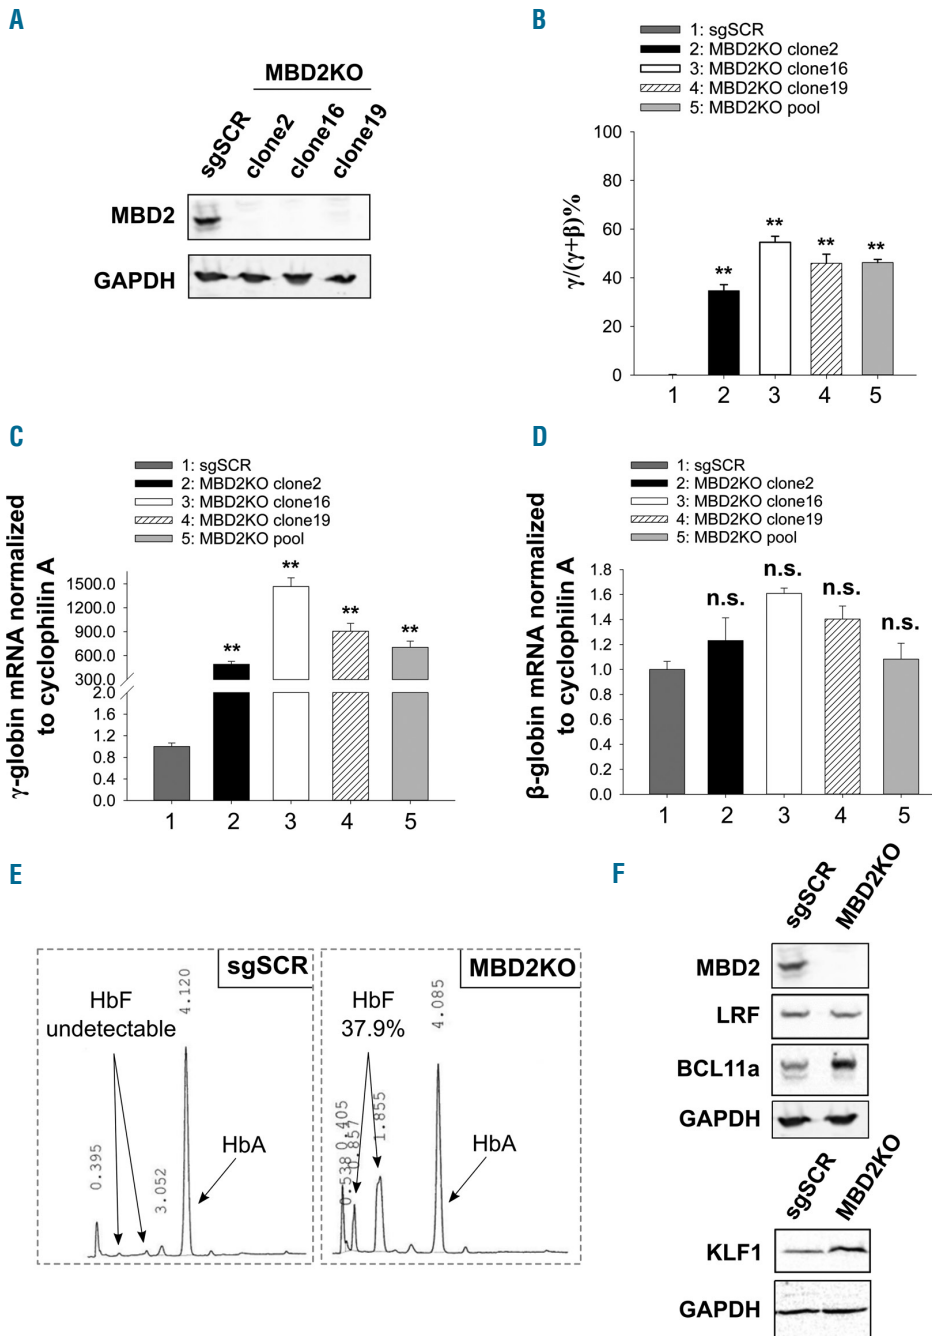 A
MBD2KO
sgSCR
clone2
clone16
clone19
MBD2
GAPDH
B
1: sgSCR
2: MBD2KO clone2
3: MBD2KO clone16
4: MBD2KO clone19
5: MBD2KO pool
γ/(γ+β)%
100
80
60
40
20
0
**
**
**
**
1 2 3 4 5
C
1: sgSCR
2: MBD2KO clone2
3: MBD2KO clone16
4: MBD2KO clone19
5: MBD2KO pool
γ-globin mRNA normalized
to cyclophilin A
1500.0
1200.0
900.0
600.0
300.0
2.0
1.6
1.2
0.8
0.4
0.0
**
**
**
**
1 2 3 4 5
D
1: sgSCR
2: MBD2KO clone2
3: MBD2KO clone16
4: MBD2KO clone19
5: MBD2KO pool
β-globin mRNA normalized
to cyclophilin A
1.8
1.6
1.4
1.2
1.0
0.8
0.6
0.4
0.2
0.0
n.s.
n.s.
n.s.
n.s.
1 2 3 4 5
E
sgSCR
HbF
undetectable
4.120
0.395
3.052
HbA
MBD2KO
HbF
37.9%
4.085
0.405
0.538
0.857
1.855
HbA
F
sgSCR
MBD2KO
MBD2
LRF
BCL11a
GAPDH
sgSCR
MBD2KO
KLF1
GAPDH